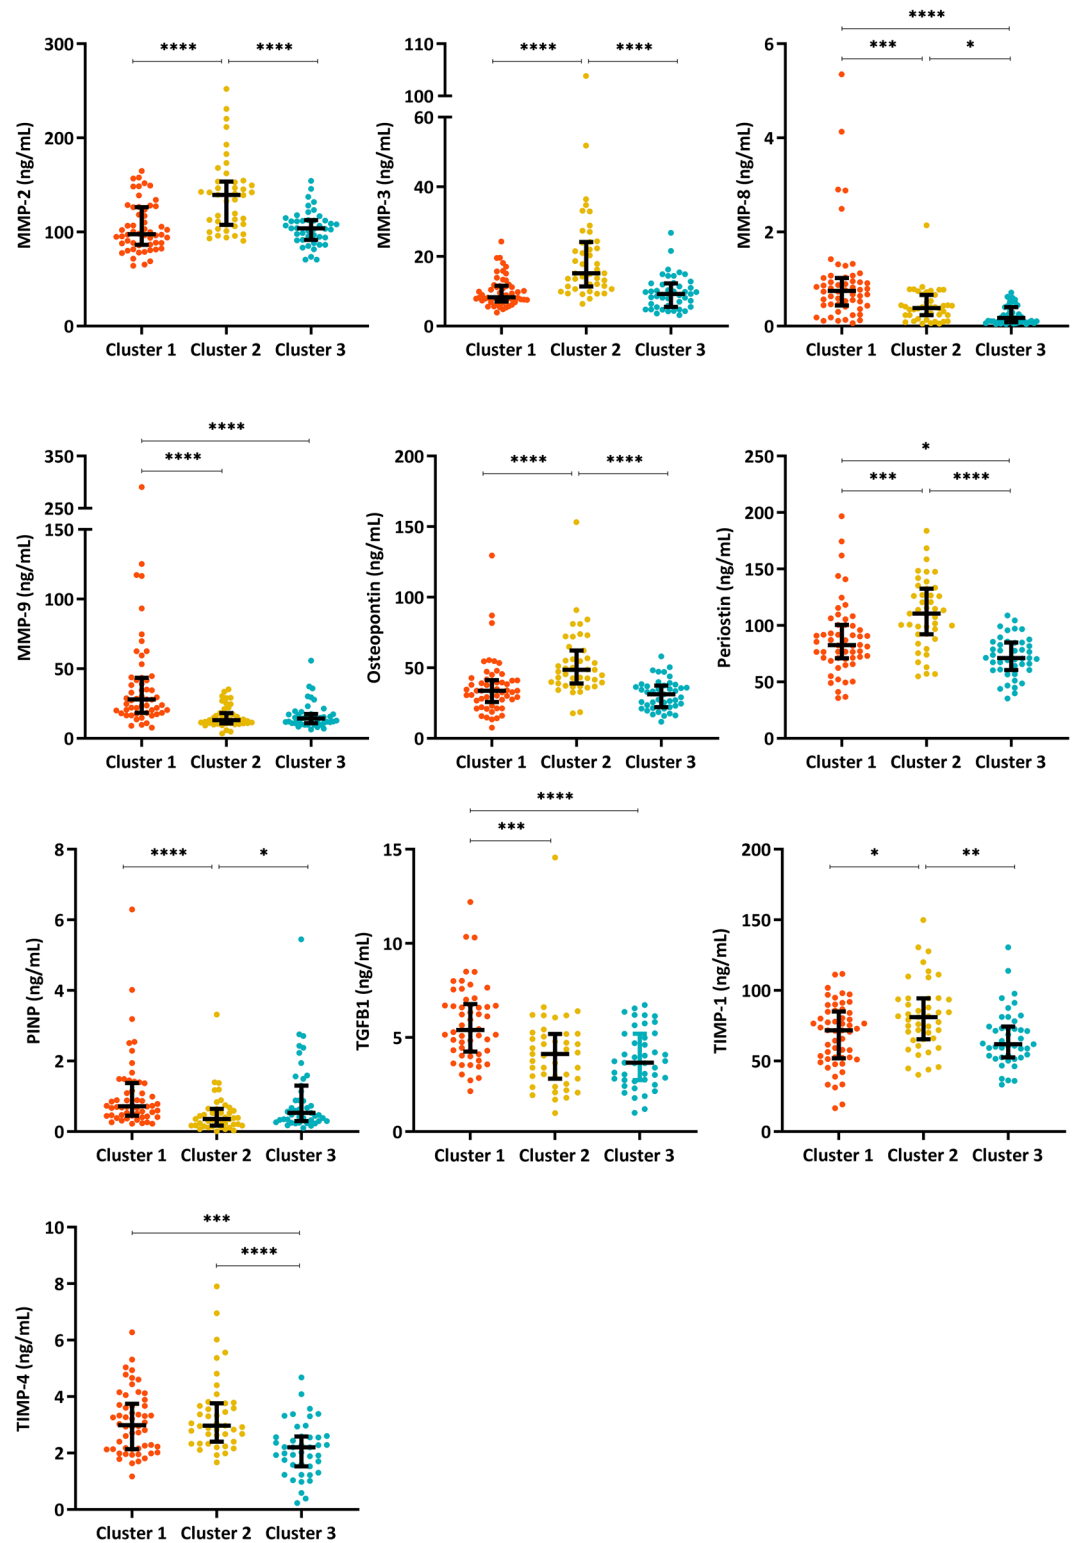 ****
**** **** **** **** *** *
300 110 6
100
200 60 4
40
100 20 2
0 0 0
MMP-2 (ng/mL) MMP-3 (ng/mL) MMP-8 (ng/mL)
Cluster 1 Cluster 2 Cluster 3 Cluster 1 Cluster 2 Cluster 3 Cluster 1 Cluster 2 Cluster 3
**** *
**** **** **** *** ****
350 200 250
250 200
150 150 150
100 100 100
50 50 50
0 0 0
MMP-9 (ng/mL) Osteopontin (ng/mL) Periostin (ng/mL)
Cluster 1 Cluster 2 Cluster 3 Cluster 1 Cluster 2 Cluster 3 Cluster 1 Cluster 2 Cluster 3
****
**** * *** * **
8 15 200
6 150
4 10 100
2 5 50
0 0 0
PINP (ng/mL) TGFB1 (ng/mL) TIMP-1 (ng/mL)
Cluster 1 Cluster 2 Cluster 3 Cluster 1 Cluster 2 Cluster 3 Cluster 1 Cluster 2 Cluster 3
***
****
10
8
6
4
2
0
TIMP-4 (ng/mL)
Cluster 1 Cluster 2 Cluster 3